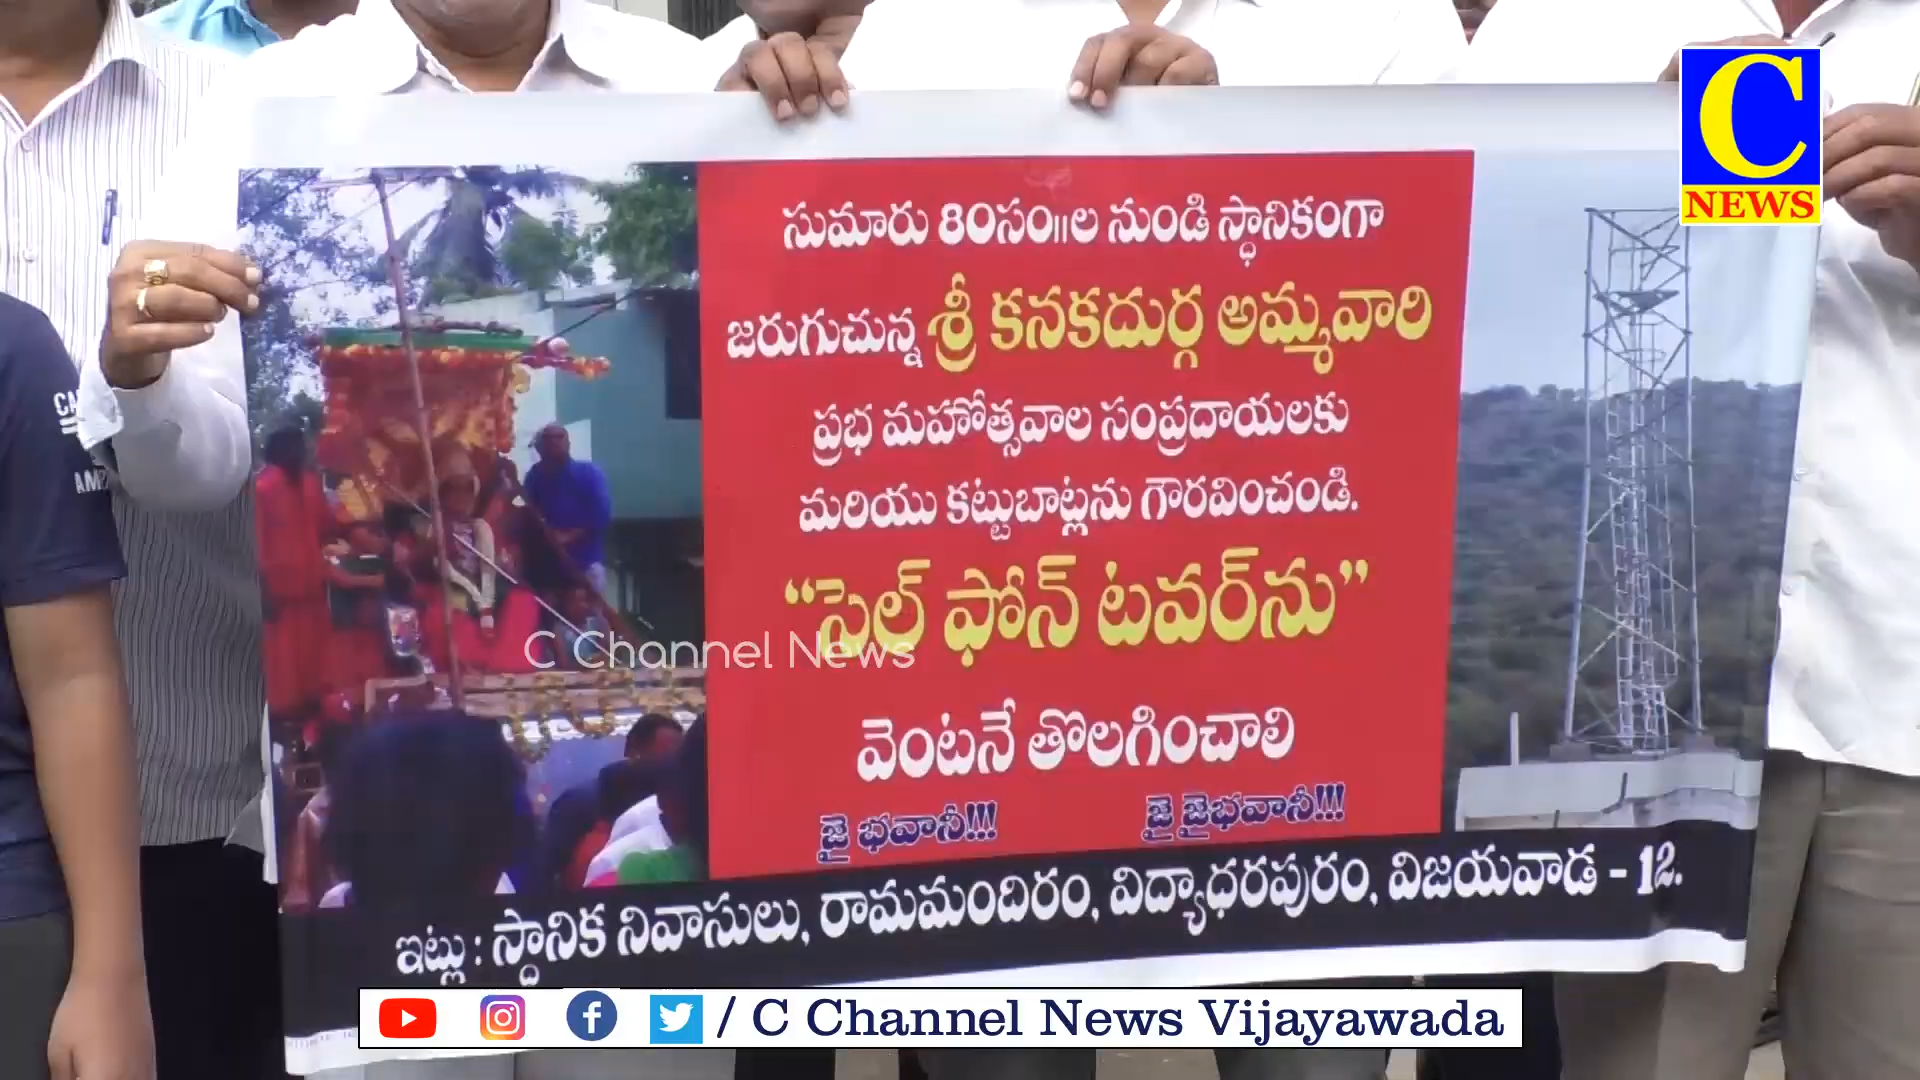 C
NEWS
సుమారు 80సం॥ల నుండి స్థానికంగా
జరుగుచున్న శ్రీ కనకదుర్గ అమ్మవారి
ప్రభ మహోత్సవాల సంప్రదాయలకు
మరియు కట్టుబాట్లను గౌరవించండి.
“సెల్ ఫోన్ టవర్‌ను”
C Channel News
వెంటనే తొలగించాలి
జై భవానీ!!! జై జైభవానీ!!!
ఇట్లు : స్థానిక నివాసులు, రామమందిరం, విద్యాధరపురం, విజయవాడ - 12.
/ C Channel News Vijayawada